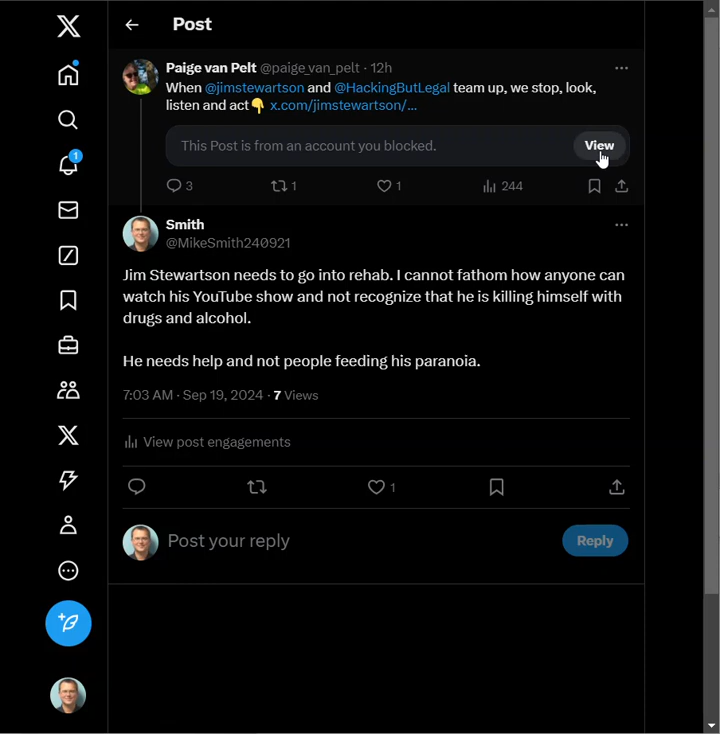 Post
Paige van Pelt @paige_van_pelt · 12h
When @jimstewartson and @HackingButLegal team up, we stop, look,
listen and act👇 x.com/jimstewartson/...
This Post is from an account you blocked.
View
3 1 1 244
1
Smith
@MikeSmith240921
Jim Stewartson needs to go into rehab. I cannot fathom how anyone can
watch his YouTube show and not recognize that he is killing himself with
drugs and alcohol.
He needs help and not people feeding his paranoia.
7:03 AM · Sep 19, 2024 · 7 Views
View post engagements
1
Post your reply
Reply